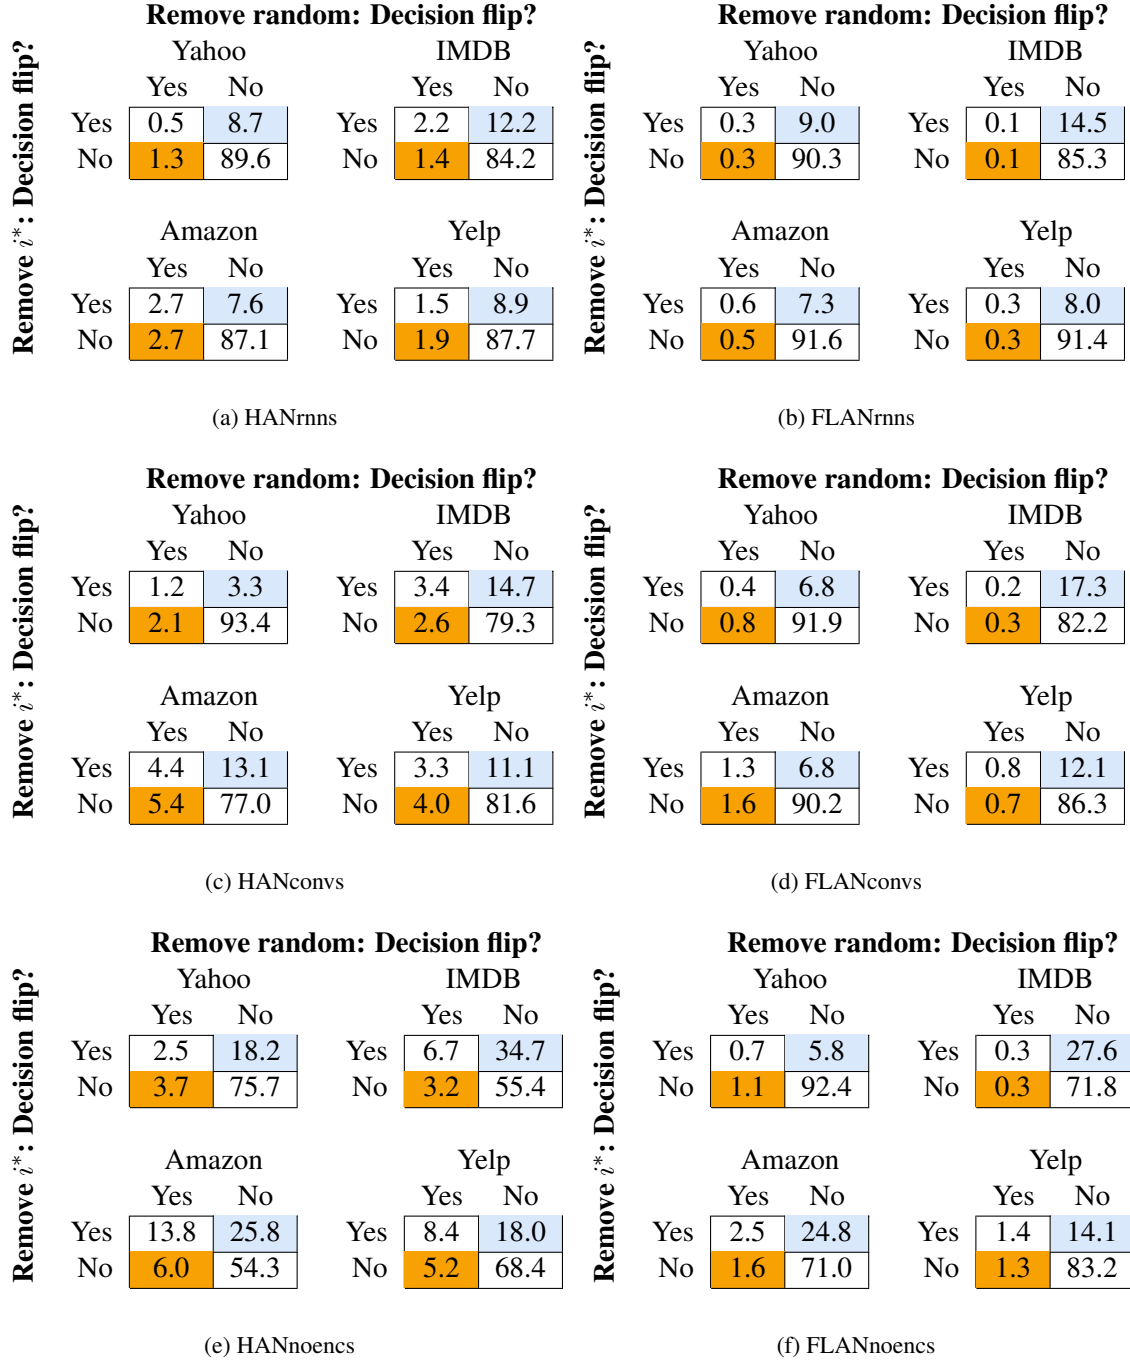 Remove random: Decision flip?
Remove i*: Decision flip?
Yahoo IMDB
Yes No Yes No
Yes 0.5 8.7 Yes 2.2 12.2
No 1.3 89.6 No 1.4 84.2
Amazon Yelp
Yes No Yes No
Yes 2.7 7.6 Yes 1.5 8.9
No 2.7 87.1 No 1.9 87.7
(a) HANrnns
Remove random: Decision flip?
Remove i*: Decision flip?
Yahoo IMDB
Yes No Yes No
Yes 0.3 9.0 Yes 0.1 14.5
No 0.3 90.3 No 0.1 85.3
Amazon Yelp
Yes No Yes No
Yes 0.6 7.3 Yes 0.3 8.0
No 0.5 91.6 No 0.3 91.4
(b) FLANrnns
Remove random: Decision flip?
Remove i*: Decision flip?
Yahoo IMDB
Yes No Yes No
Yes 1.2 3.3 Yes 3.4 14.7
No 2.1 93.4 No 2.6 79.3
Amazon Yelp
Yes No Yes No
Yes 4.4 13.1 Yes 3.3 11.1
No 5.4 77.0 No 4.0 81.6
(c) HANconvs
Remove random: Decision flip?
Remove i*: Decision flip?
Yahoo IMDB
Yes No Yes No
Yes 0.4 6.8 Yes 0.2 17.3
No 0.8 91.9 No 0.3 82.2
Amazon Yelp
Yes No Yes No
Yes 1.3 6.8 Yes 0.8 12.1
No 1.6 90.2 No 0.7 86.3
(d) FLANconvs
Remove random: Decision flip?
Remove i*: Decision flip?
Yahoo IMDB
Yes No Yes No
Yes 2.5 18.2 Yes 6.7 34.7
No 3.7 75.7 No 3.2 55.4
Amazon Yelp
Yes No Yes No
Yes 13.8 25.8 Yes 8.4 18.0
No 6.0 54.3 No 5.2 68.4
(e) HANnoencs
Remove random: Decision flip?
Remove i*: Decision flip?
Yahoo IMDB
Yes No Yes No
Yes 0.7 5.8 Yes 0.3 27.6
No 1.1 92.4 No 0.3 71.8
Amazon Yelp
Yes No Yes No
Yes 2.5 24.8 Yes 1.4 14.1
No 1.6 71.0 No 1.3 83.2
(f) FLANnoencs